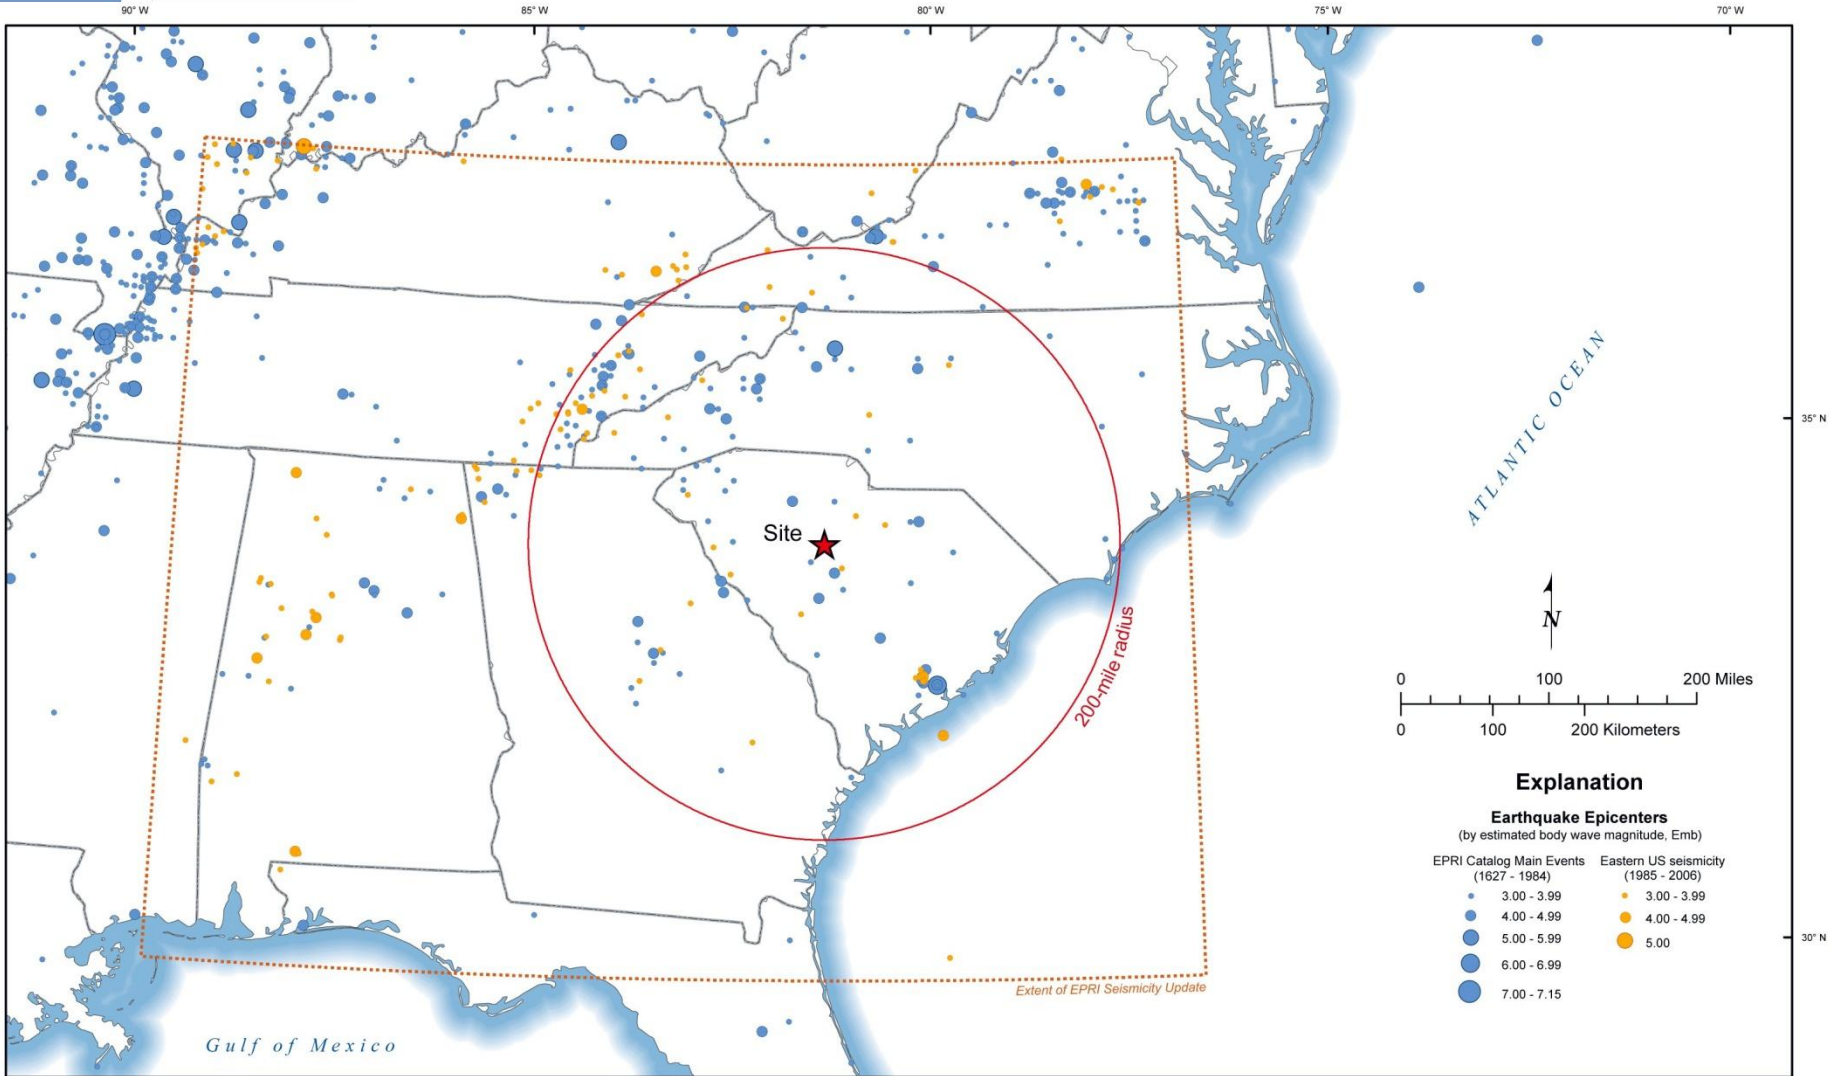 90° W 85° W 80° W 75° W 70° W
35° N
ATLANTIC OCEAN
Site
N
200-mile radius
0 100 200 Miles
0 100 200 Kilometers
Explanation
Earthquake Epicenters
(by estimated body wave magnitude, Emb)
EPRI Catalog Main Events
(1627 - 1984)
3.00 - 3.99
4.00 - 4.99
5.00 - 5.99
6.00 - 6.99
7.00 - 7.15
Eastern US seismicity
(1985 - 2006)
3.00 - 3.99
4.00 - 4.99
5.00
30° N
Extent of EPRI Seismicity Update
Gulf of Mexico